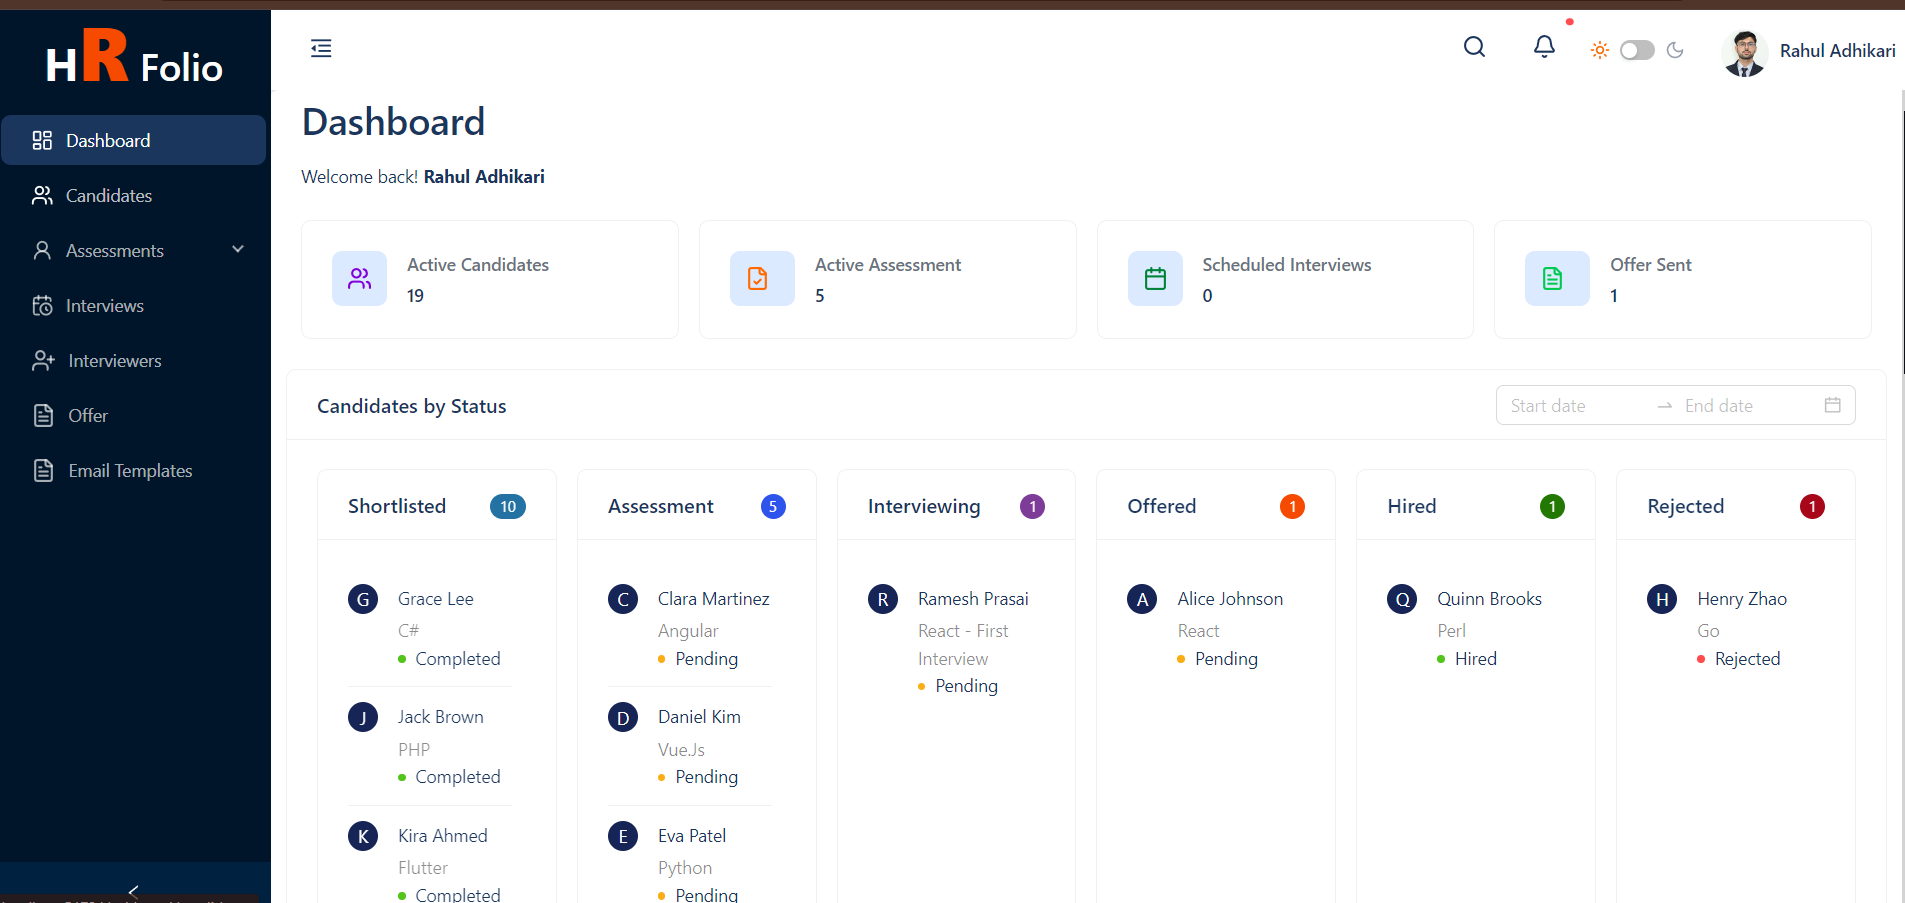 HR Folio
Rahul Adhikari
Dashboard
Candidates
Assessments
Interviews
Interviewers
Offer
Email Templates
Dashboard
Welcome back! Rahul Adhikari
Active Candidates
19
Active Assessment
5
Scheduled Interviews
0
Offer Sent
1
Candidates by Status
Start date
End date
Shortlisted 10
G Grace Lee
C#
Completed
J Jack Brown
PHP
Completed
K Kira Ahmed
Flutter
Completed
Assessment 5
C Clara Martinez
Angular
Pending
D Daniel Kim
Vue.Js
Pending
E Eva Patel
Python
Pending
Interviewing 1
R Ramesh Prasai
React - First
Interview
Pending
Offered 1
A Alice Johnson
React
Pending
Hired 1
Q Quinn Brooks
Perl
Hired
Rejected 1
H Henry Zhao
Go
Rejected